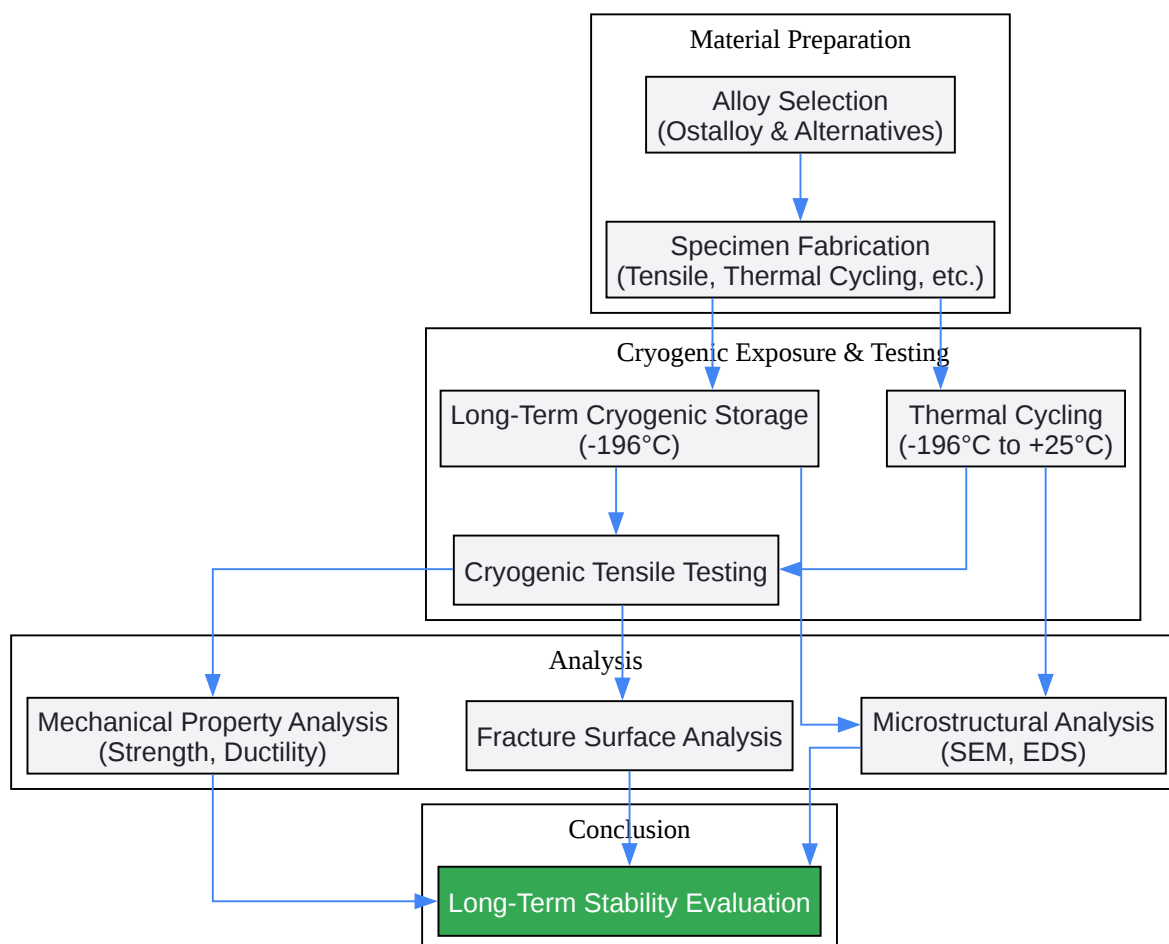 Material Preparation
Alloy Selection
(Ostalloy & Alternatives)
Specimen Fabrication
(Tensile, Thermal Cycling, etc.)
Cryogenic Exposure & Testing
Long-Term Cryogenic Storage
(-196°C)
Thermal Cycling
(-196°C to +25°C)
Cryogenic Tensile Testing
Analysis
Mechanical Property Analysis
(Strength, Ductility)
Fracture Surface Analysis
Microstructural Analysis
(SEM, EDS)
Conclusion
Long-Term Stability Evaluation